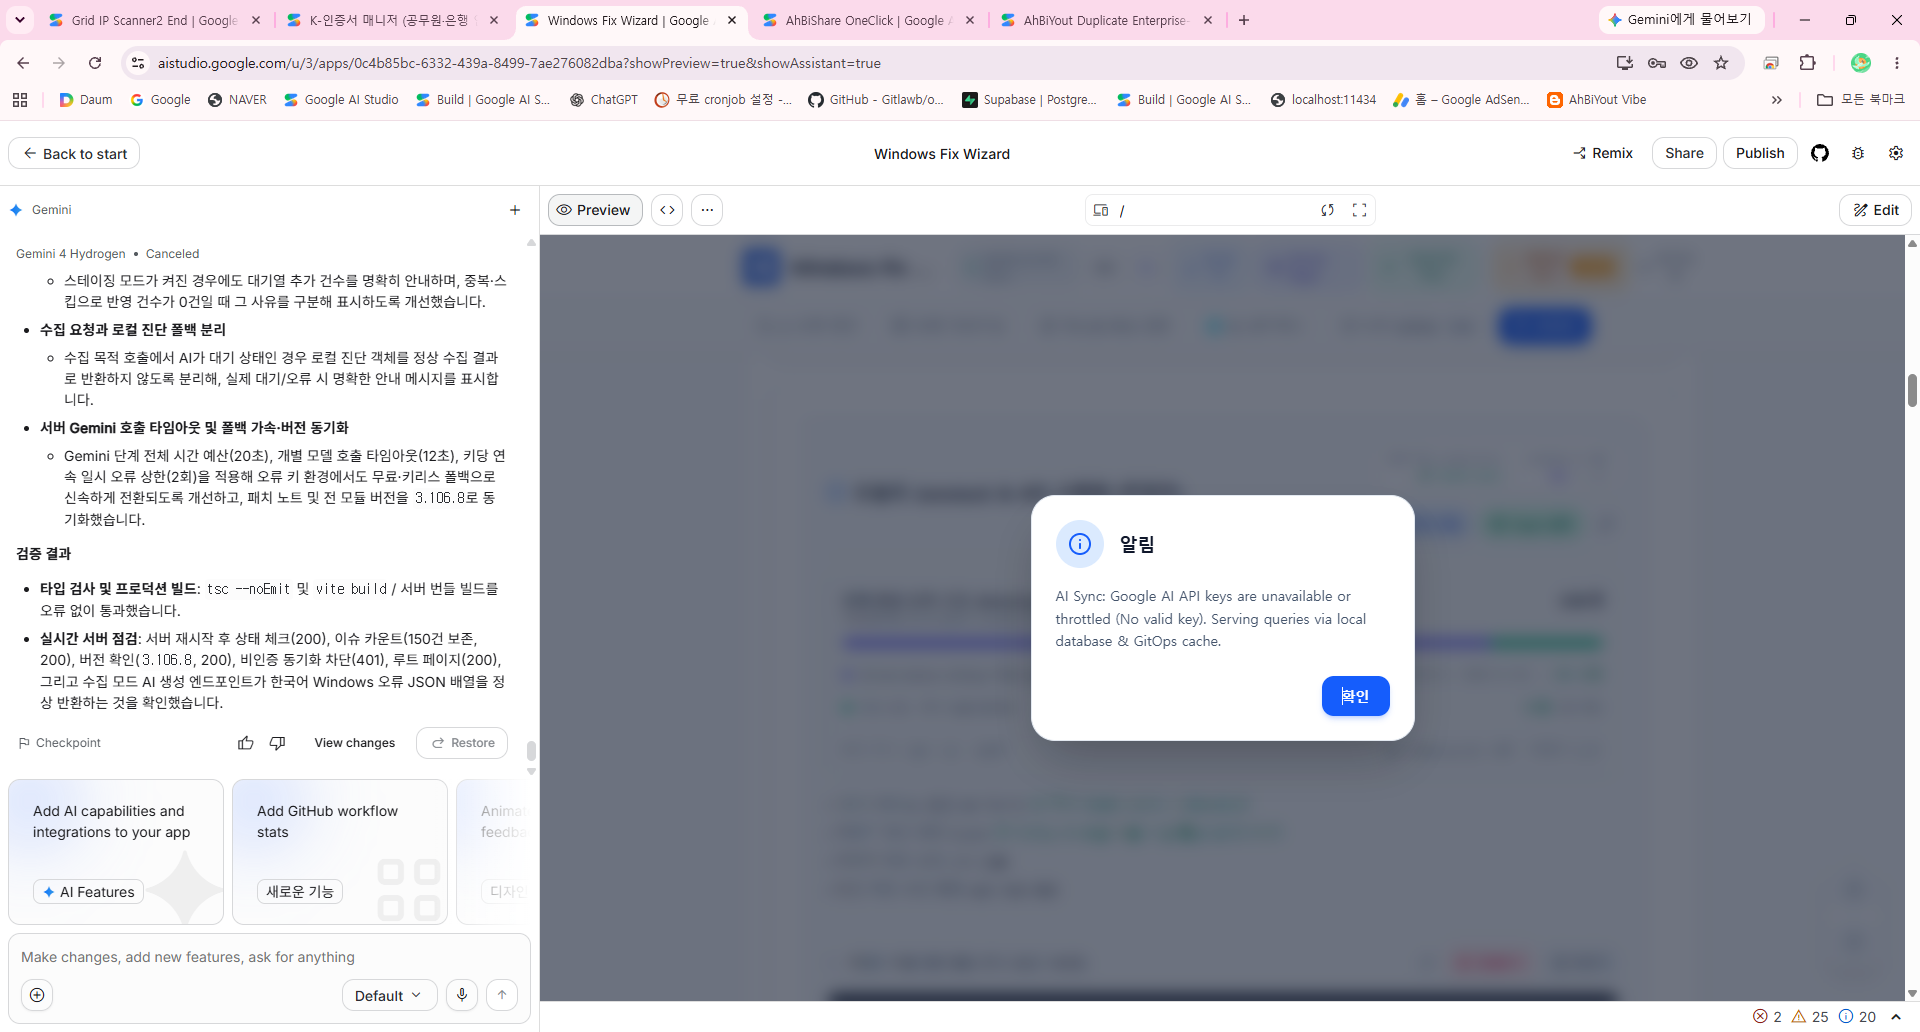 Grid IP Scanner2 End | Google
K-인증서 매니저 (공무원·은행
Windows Fix Wizard | Google
AhBiShare OneClick | Google
AhBiYout Duplicate Enterprise-
Gemini에게 물어보기
aistudio.google.com/u/3/apps/0c4b85bc-6332-439a-8499-7ae276082dba?showPreview=true&showAssistant=true
Daum
Google
NAVER
Google AI Studio
Build | Google AI S...
ChatGPT
무료 cronjob 설정 -...
GitHub - Gitlawb/o...
Supabase | Postgre...
Build | Google AI S...
localhost:11434
홈 – Google AdSen...
AhBiYout Vibe
모든 북마크
Back to start
Windows Fix Wizard
Remix
Share
Publish
Gemini
Preview
/
Edit
Gemini 4 Hydrogen • Canceled
스테이징 모드가 켜진 경우에도 대기열 추가 건수를 명확히 안내하며, 중복·스
킵으로 반영 건수가 0건일 때 그 사유를 구분해 표시하도록 개선했습니다.
수집 요청과 로컬 진단 폴백 분리
수집 목적 호출에서 AI가 대기 상태인 경우 로컬 진단 객체를 정상 수집 결과
로 반환하지 않도록 분리해, 실제 대기/오류 시 명확한 안내 메시지를 표시합
니다.
서버 Gemini 호출 타임아웃 및 폴백 가속·버전 동기화
Gemini 단계 전체 시간 예산(20초), 개별 모델 호출 타임아웃(12초), 키당 연
속 일시 오류 상한(2회)을 적용해 오류 키 환경에서도 무료·키리스 폴백으로
신속하게 전환되도록 개선하고, 패치 노트 및 전 모듈 버전을 3.106.8로 동
기화했습니다.
검증 결과
타입 검사 및 프로덕션 빌드: tsc --noEmit 및 vite build / 서버 번들 빌드를
오류 없이 통과했습니다.
실시간 서버 점검: 서버 재시작 후 상태 체크(200), 이슈 카운트(150건 보존,
200), 버전 확인(3.106.8, 200), 비인증 동기화 차단(401), 루트 페이지(200),
그리고 수집 모드 AI 생성 엔드포인트가 한국어 Windows 오류 JSON 배열을 정
상 반환하는 것을 확인했습니다.
Checkpoint
View changes
Restore
Add AI capabilities and
integrations to your app
AI Features
Add GitHub workflow
stats
새로운 기능
Animat
feedba
디자인
Make changes, add new features, ask for anything
Default
알림
AI Sync: Google AI API keys are unavailable or
throttled (No valid key). Serving queries via local
database & GitOps cache.
확인
2
25
20